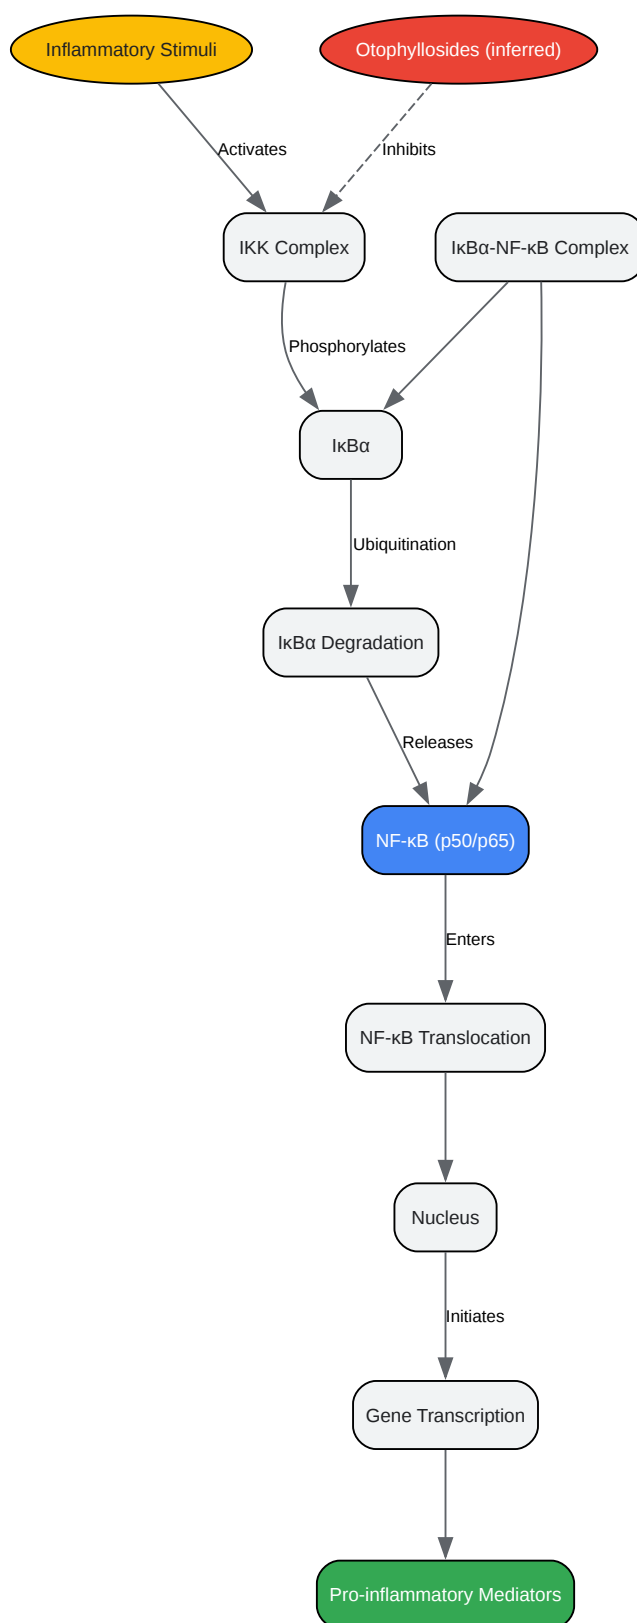 Inflammatory Stimuli
Otophyllosides (inferred)
Activates
Inhibits
IKK Complex
IκBα-NF-κB Complex
Phosphorylates
IκBα
Ubiquitination
IκBα Degradation
Releases
NF-κB (p50/p65)
Enters
NF-κB Translocation
Nucleus
Initiates
Gene Transcription
Pro-inflammatory Mediators